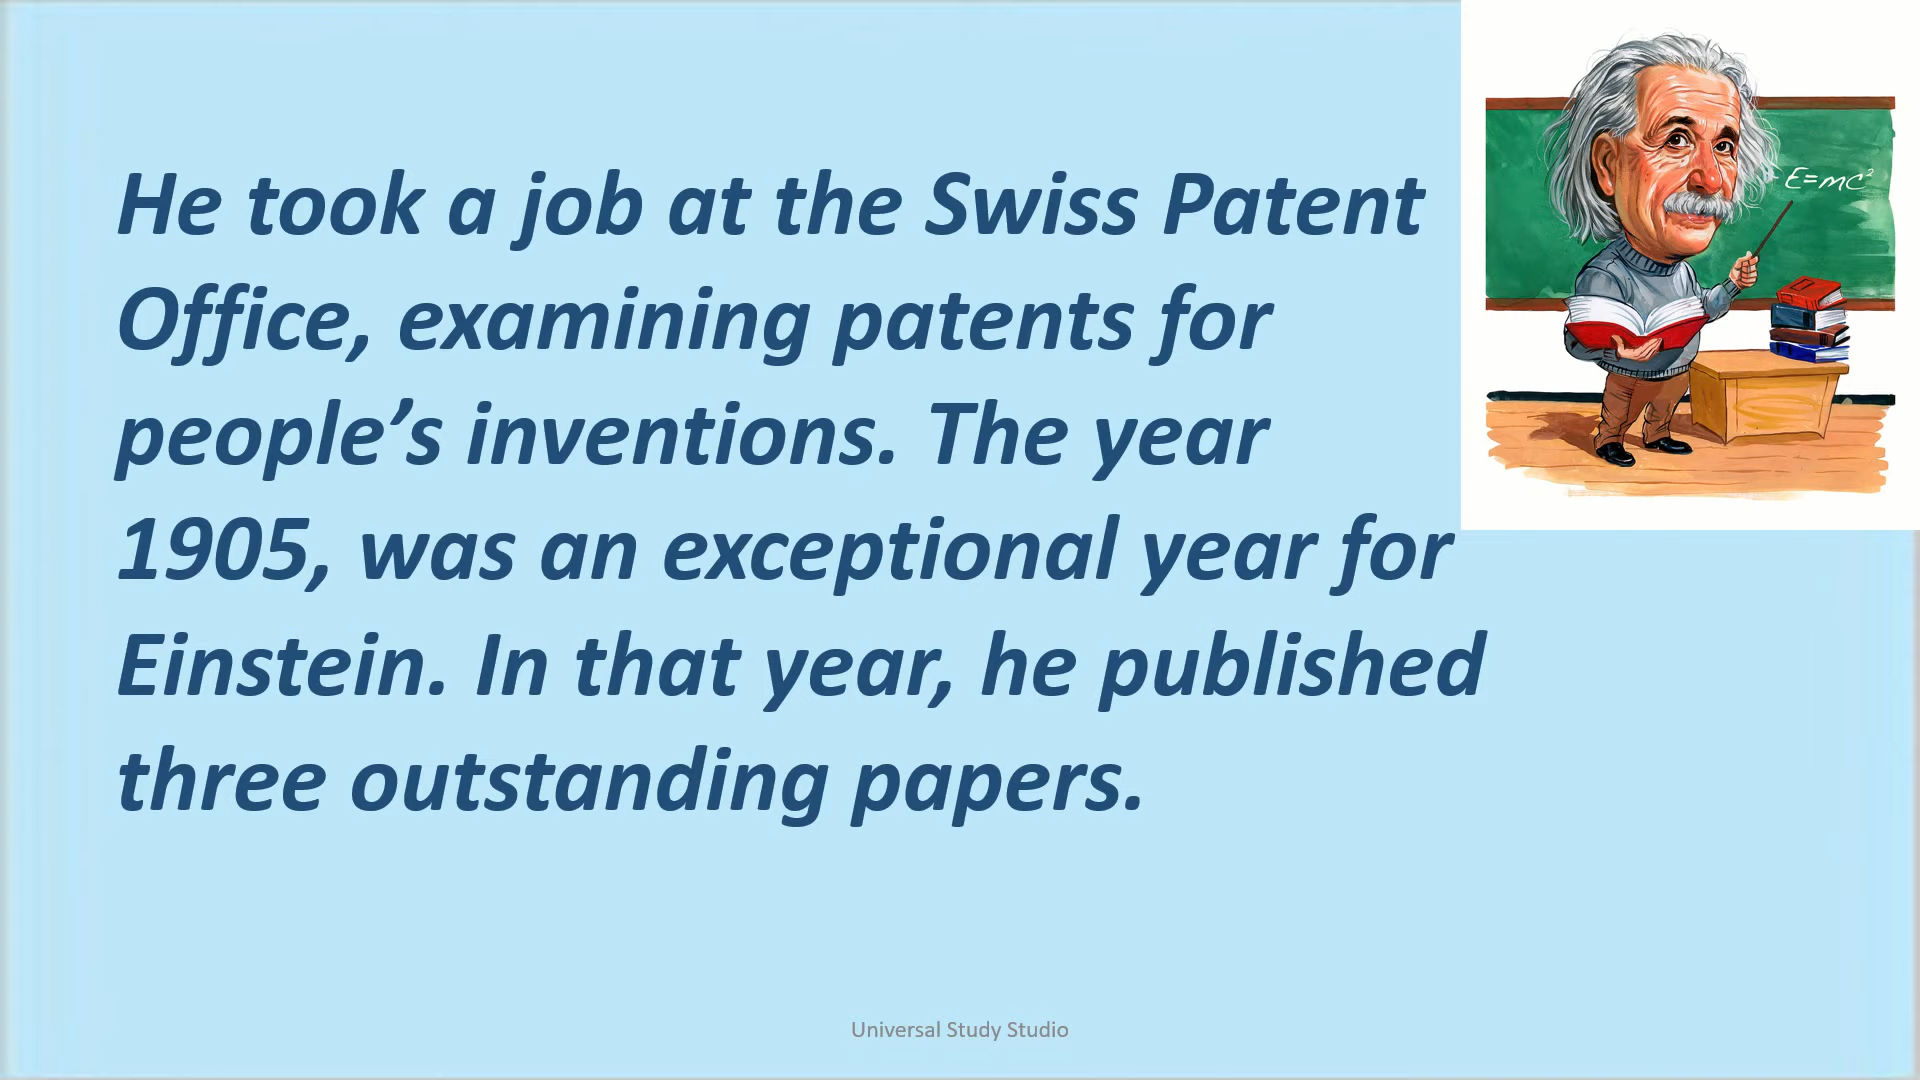 He took a job at the Swiss Patent
Office, examining patents for
people’s inventions. The year
1905, was an exceptional year for
Einstein. In that year, he published
three outstanding papers.
E=mc²
Universal Study Studio